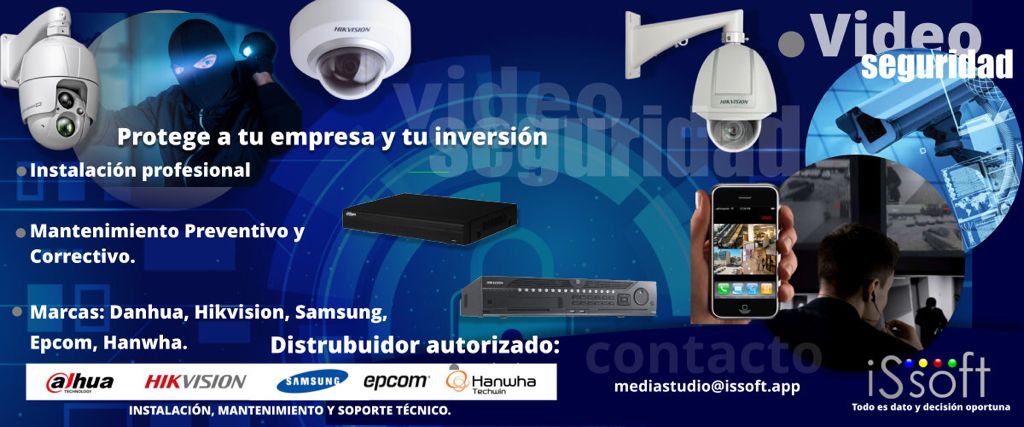 Video
seguridad
HIKVISION
HIKVISION
video
seguridad
Protege a tu empresa y tu inversión
Instalación profesional
Mantenimiento Preventivo y
Correctivo.
Marcas: Danhua, Hikvision, Samsung,
Epcom, Hanwha.
Distrubuidor autorizado:
alhua
TECHNOLOGY
HIKVISION
SAMSUNG
epcom
Hanwha
Techwin
INSTALACIÓN, MANTENIMIENTO Y SOPORTE TÉCNICO.
contacto
mediastudio@issoft.app
iSsoft
Todo es dato y decisión oportuna